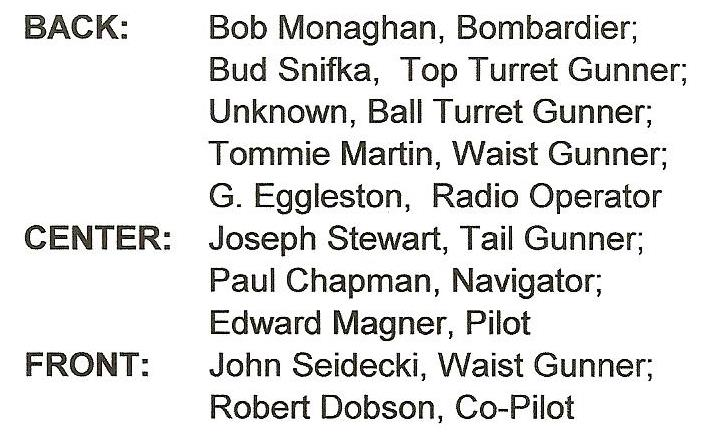 BACK: Bob Monaghan, Bombardier;
Bud Snifka, Top Turret Gunner;
Unknown, Ball Turret Gunner;
Tommie Martin, Waist Gunner;
G. Eggleston, Radio Operator
CENTER: Joseph Stewart, Tail Gunner;
Paul Chapman, Navigator;
Edward Magner, Pilot
FRONT: John Seidecki, Waist Gunner;
Robert Dobson, Co-Pilot